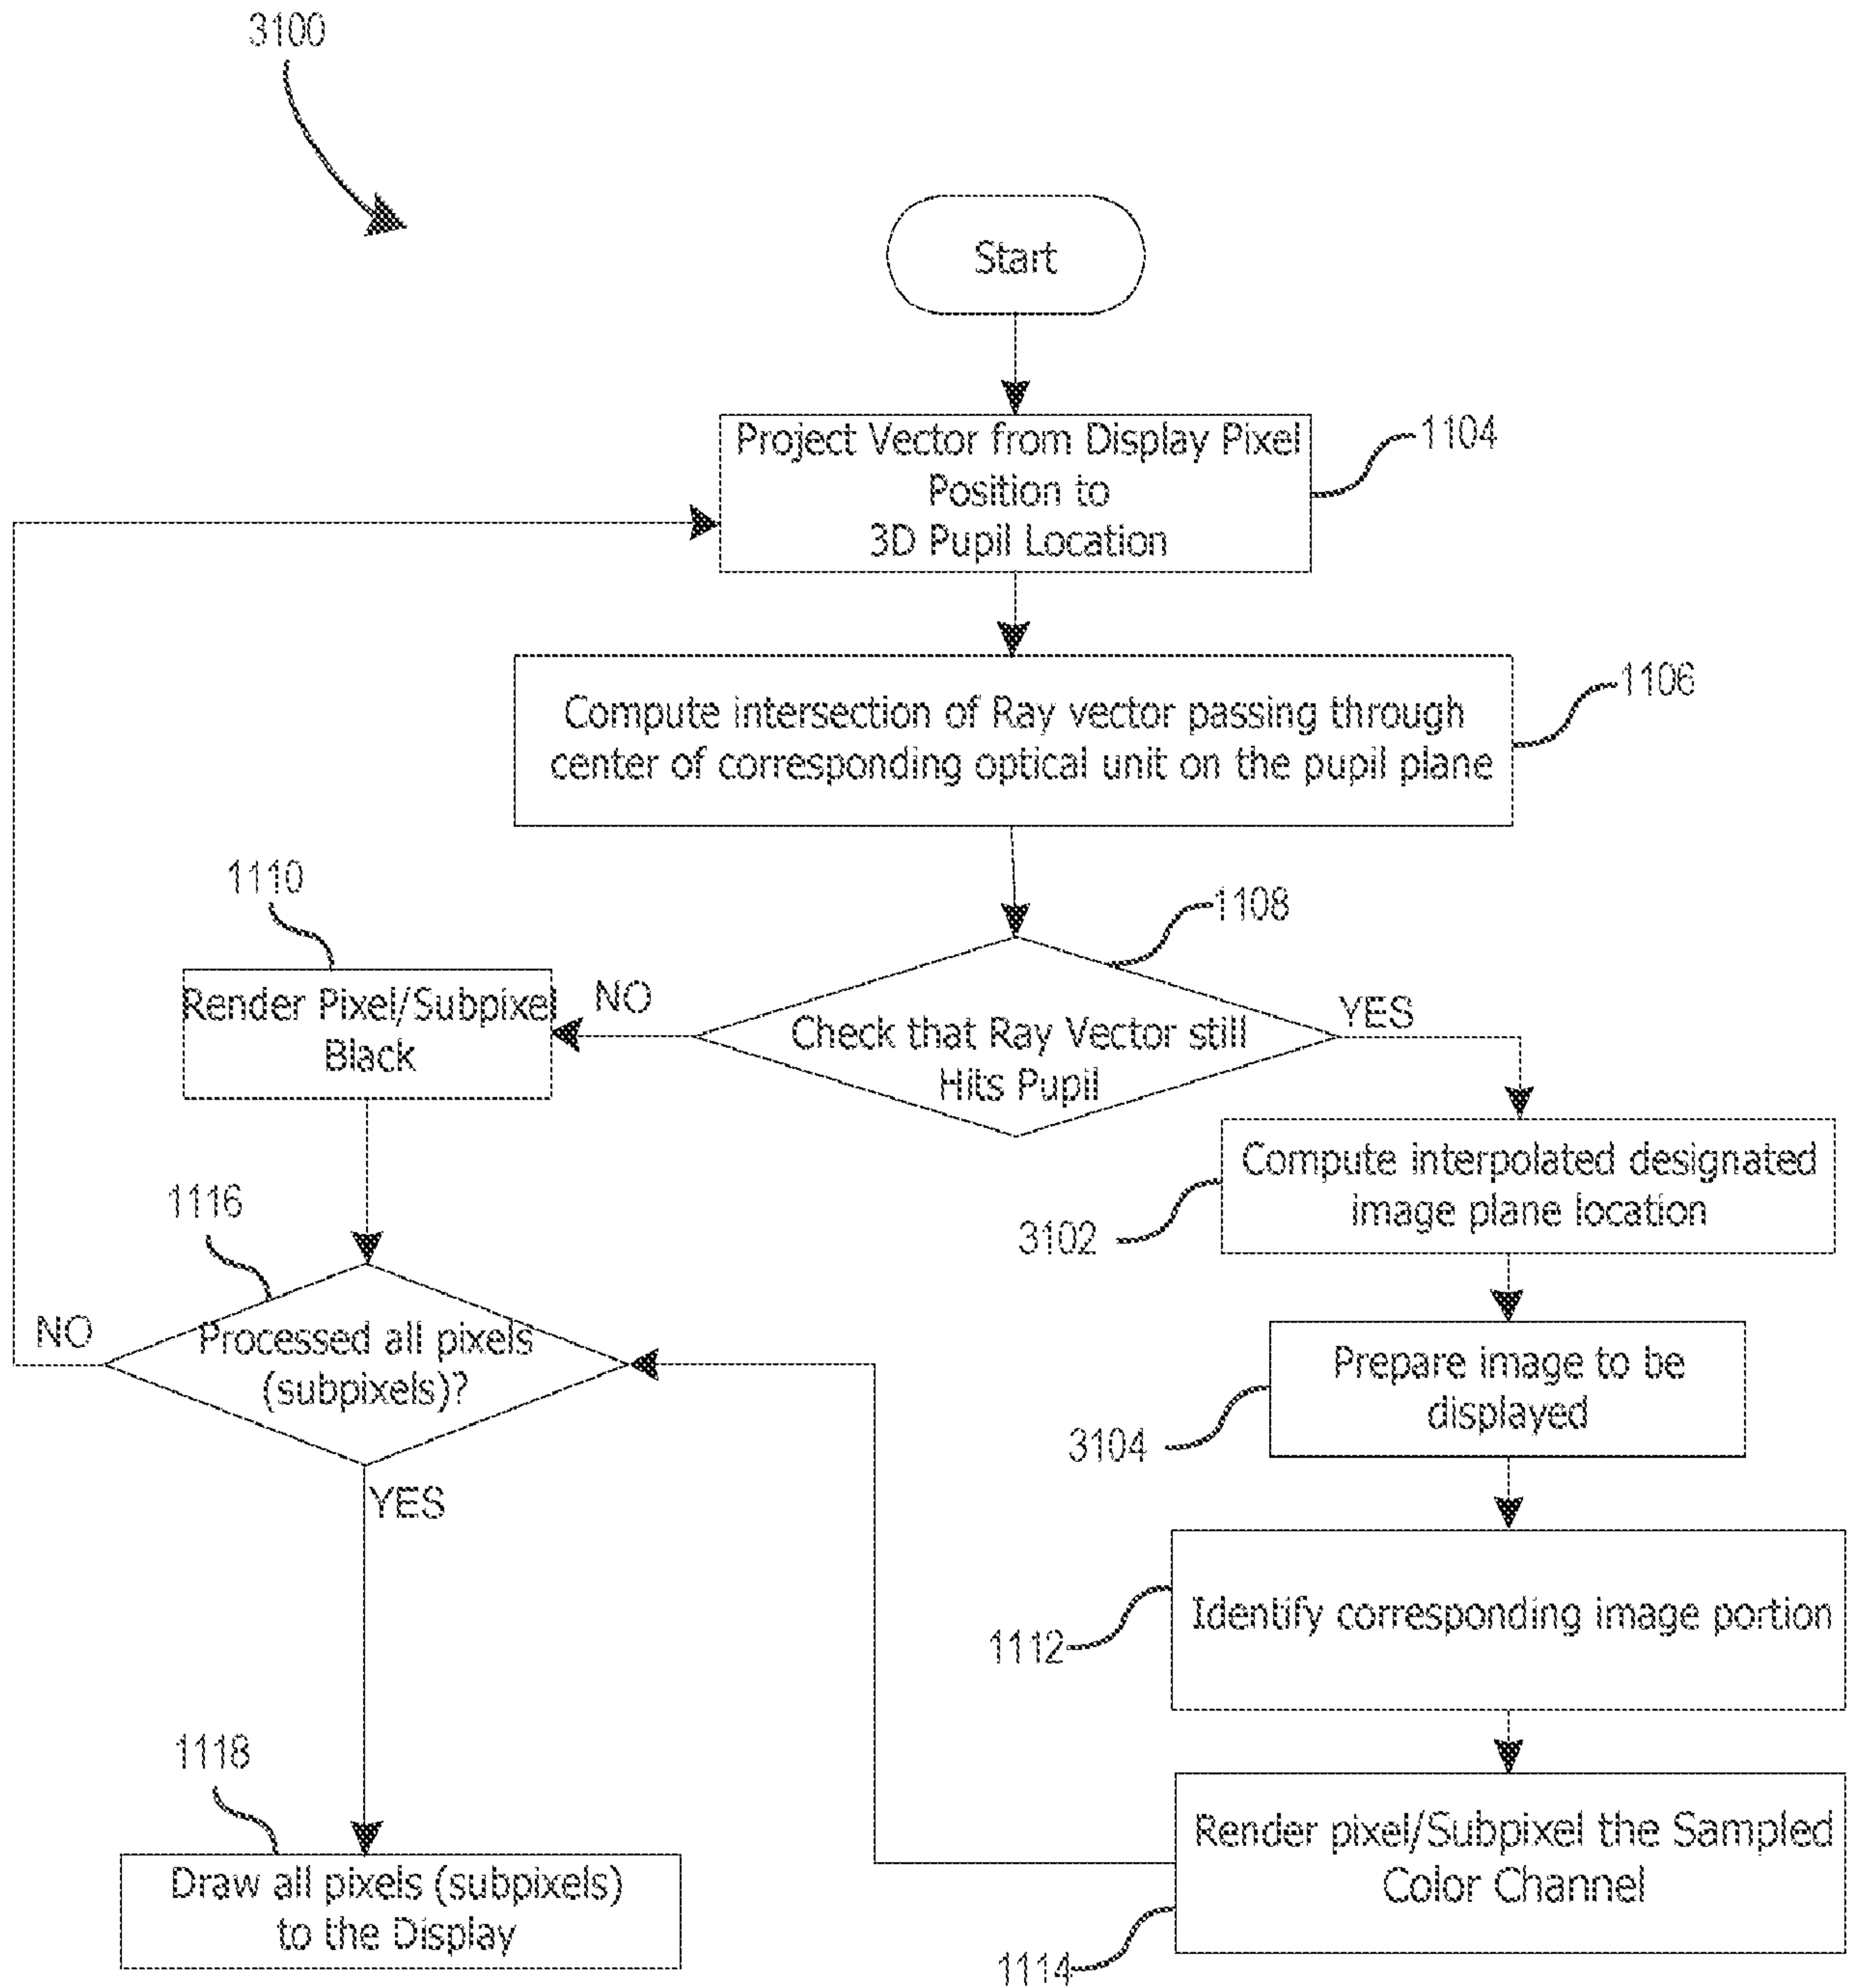 3100
Start
Project Vector from Display Pixel
Position to
3D Pupil Location
1104
Compute intersection of Ray vector passing through
center of corresponding optical unit on the pupil plane
1106
1108
Check that Ray Vector still
Hits Pupil
NO
YES
1110
Render Pixel/Subpixel
Black
Compute interpolated designated
image plane location
3102
1116
Processed all pixels
(subpixels)?
NO
YES
Prepare image to be
displayed
3104
Identify corresponding image portion
1112
Render pixel/Subpixel the Sampled
Color Channel
1114
1118
Draw all pixels (subpixels)
to the Display